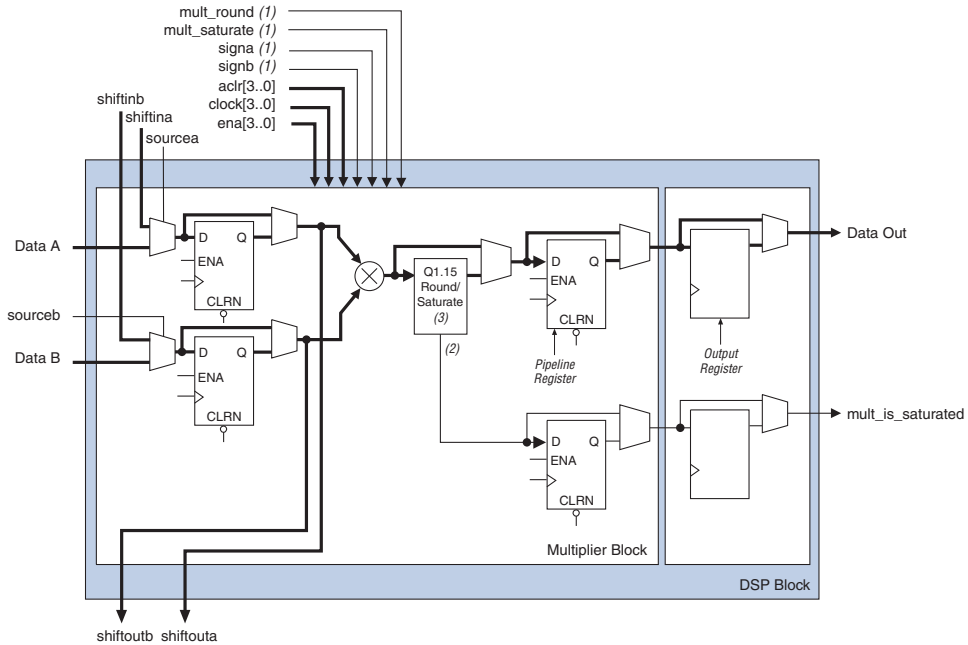 mult_round (1)
mult_saturate (1)
signa (1)
signb (1)
aclr[3..0]
clock[3..0]
ena[3..0]
shiftinb
shiftina
sourcea
Data A
D Q
ENA
CLRN
sourceb
Data B
D Q
ENA
CLRN
Q1.15
Round/
Saturate
(3)
(2)
D Q
ENA
CLRN
Pipeline
Register
Output
Register
Data Out
D Q
ENA
CLRN
mult_is_saturated
Multiplier Block
DSP Block
shiftoutb shiftouta